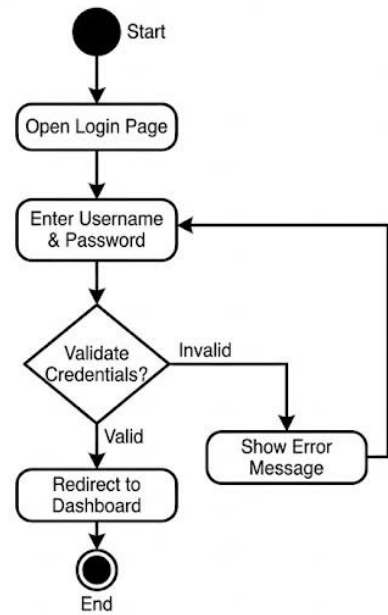 Start
Open Login Page
Enter Username
& Password
Validate
Credentials?
Invalid
Valid
Show Error
Message
Redirect to
Dashboard
End